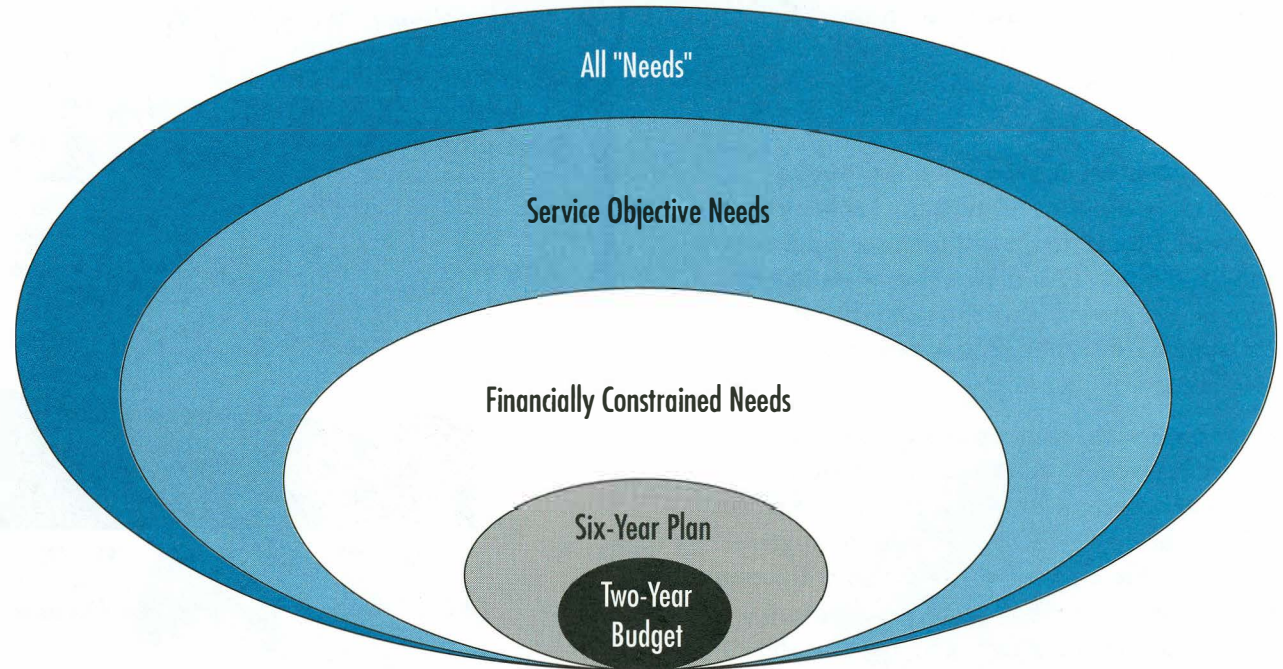 All "Needs"
Service Objective Needs
Financially Constrained Needs
Six-Year Plan
Two-Year
Budget